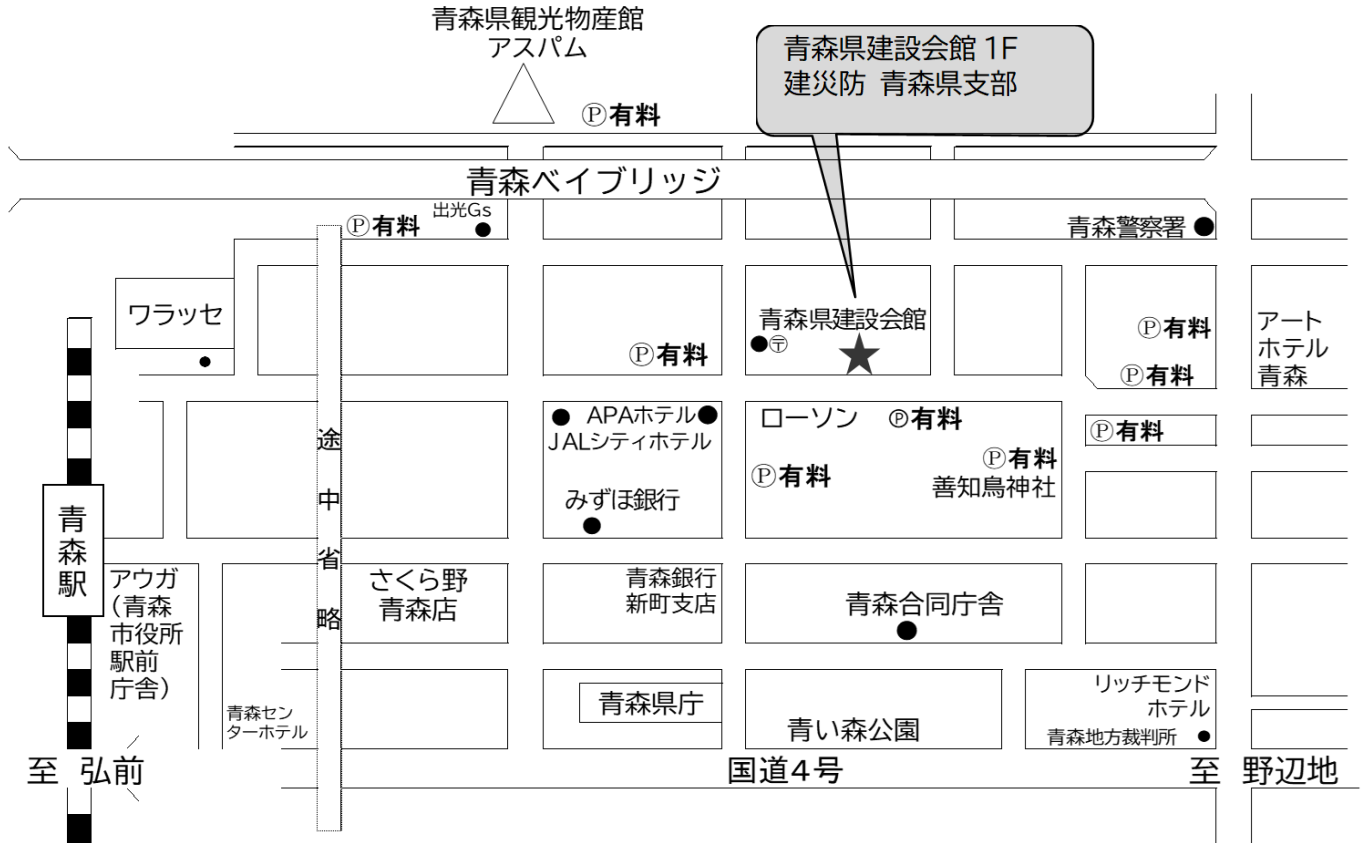 青森県観光物産館
アスパム
Ⓟ有料
青森県建設会館 1F
建災防 青森県支部
青森ベイブリッジ
Ⓟ有料
出光Gs
青森警察署
ワラッセ
青森県建設会館
〶
Ⓟ有料
Ⓟ有料
Ⓟ有料
アート
ホテル
青森
途中省略
APAホテル
JALシティホテル
みずほ銀行
ローソン
Ⓟ有料
Ⓟ有料
Ⓟ有料
善知鳥神社
Ⓟ有料
青森駅
アウガ
(青森
市役所
駅前
庁舎)
さくら野
青森店
青森銀行
新町支店
青森合同庁舎
青森セン
ターホテル
青森県庁
青い森公園
リッチモンド
ホテル
青森地方裁判所
至 弘前
国道4号
至 野辺地